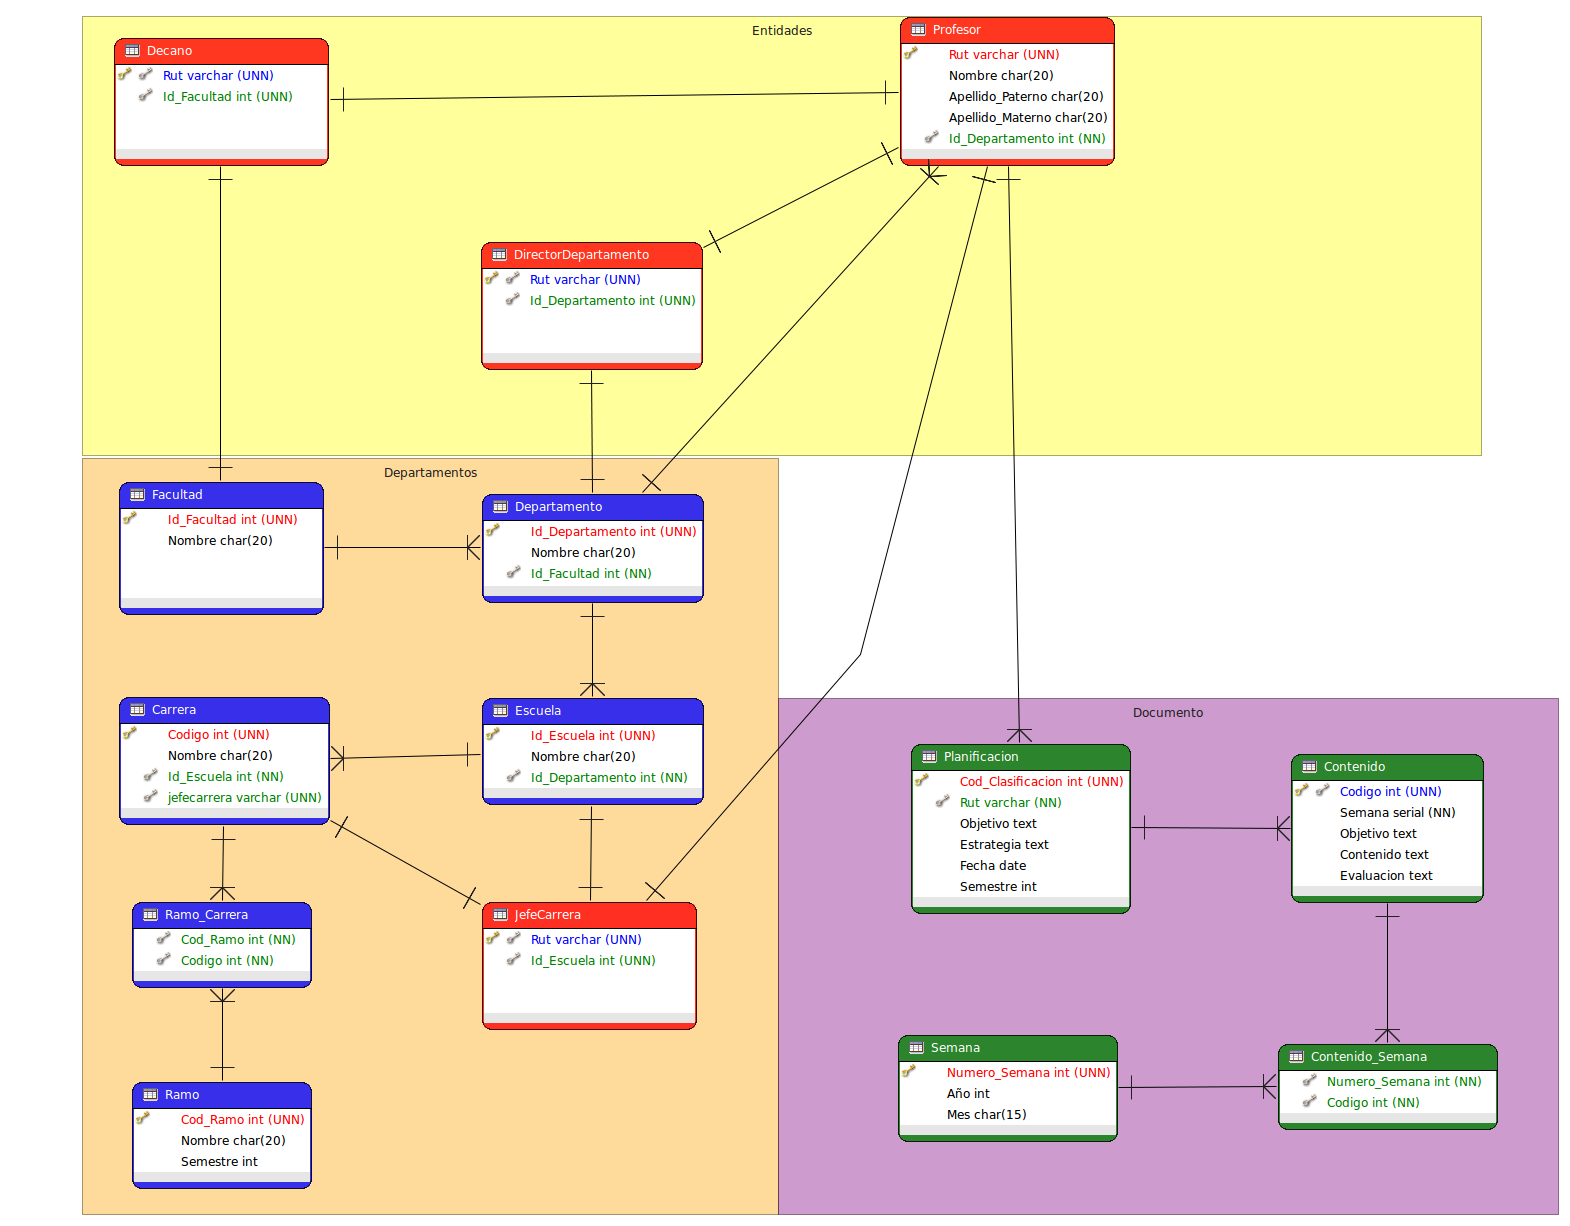 Entidades
Decano
Rut varchar (UNN)
Id_Facultad int (UNN)
Profesor
Rut varchar (UNN)
Nombre char(20)
Apellido_Paterno char(20)
Apellido_Materno char(20)
Id_Departamento int (NN)
DirectorDepartamento
Rut varchar (UNN)
Id_Departamento int (UNN)
Departamentos
Facultad
Id_Facultad int (UNN)
Nombre char(20)
Departamento
Id_Departamento int (UNN)
Nombre char(20)
Id_Facultad int (NN)
Carrera
Codigo int (UNN)
Nombre char(20)
Id_Escuela int (NN)
jefecarrera varchar (UNN)
Escuela
Id_Escuela int (UNN)
Nombre char(20)
Id_Departamento int (NN)
Ramo_Carrera
Cod_Ramo int (NN)
Codigo int (NN)
JefeCarrera
Rut varchar (UNN)
Id_Escuela int (UNN)
Ramo
Cod_Ramo int (UNN)
Nombre char(20)
Semestre int
Documento
Planificacion
Cod_Clasificacion int (UNN)
Rut varchar (NN)
Objetivo text
Estrategia text
Fecha date
Semestre int
Contenido
Codigo int (UNN)
Semana serial (NN)
Objetivo text
Contenido text
Evaluacion text
Semana
Numero_Semana int (UNN)
Año int
Mes char(15)
Contenido_Semana
Numero_Semana int (NN)
Codigo int (NN)